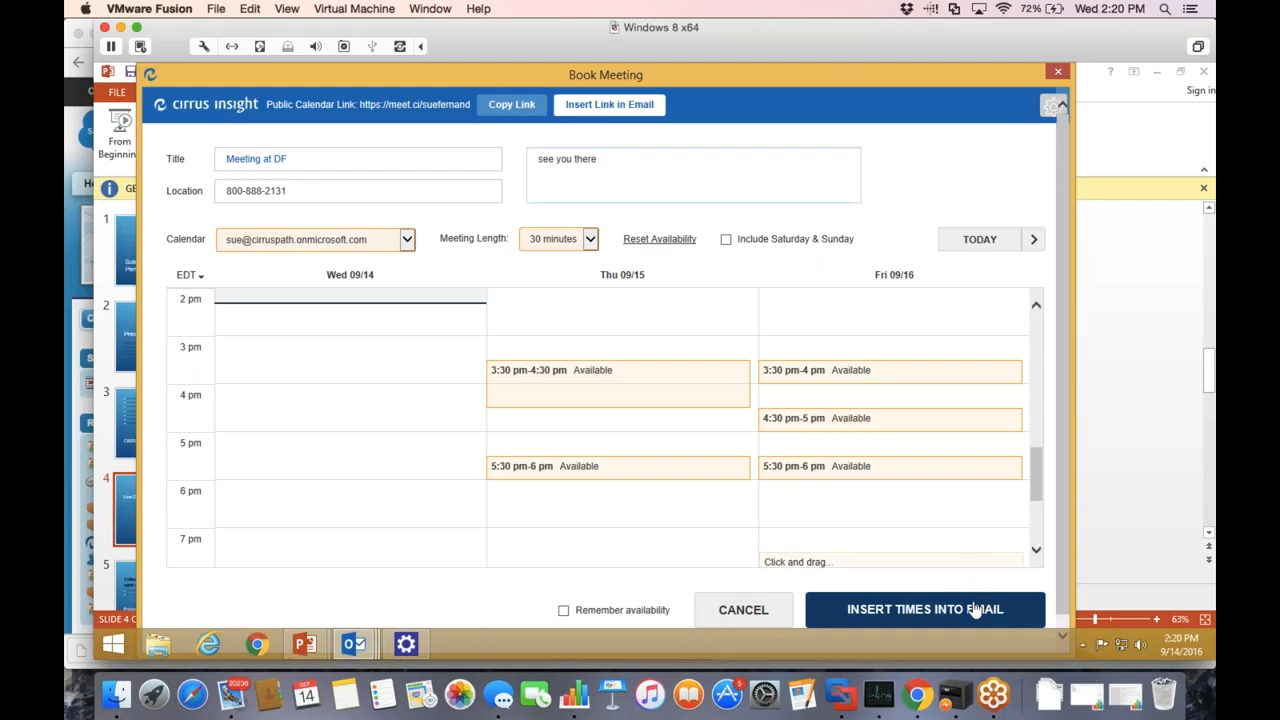 VMware Fusion File Edit View Virtual Machine Window Help 72% Wed 2:20 PM
Windows 8 x64
Book Meeting
FILE
Sign in
cirrus insight Public Calendar Link: https://meet.ci/suefernand Copy Link Insert Link in Email
From
Beginnin
Title Meeting at DF see you there
Location 800-888-2131
GE
Calendar sue@cirruspath.onmicrosoft.com Meeting Length: 30 minutes Reset Availability Include Saturday & Sunday TODAY
EDT Wed 09/14 Thu 09/15 Fri 09/16
2 pm
3 pm
3:30 pm-4:30 pm Available 3:30 pm-4 pm Available
4 pm
4:30 pm-5 pm Available
5 pm
5:30 pm-6 pm Available 5:30 pm-6 pm Available
6 pm
7 pm
Click and drag...
1
2
3
4
5
Remember availability CANCEL INSERT TIMES INTO EMAIL
SLIDE 4 O 63%
2:20 PM
9/14/2016
20236
SEP
14
5